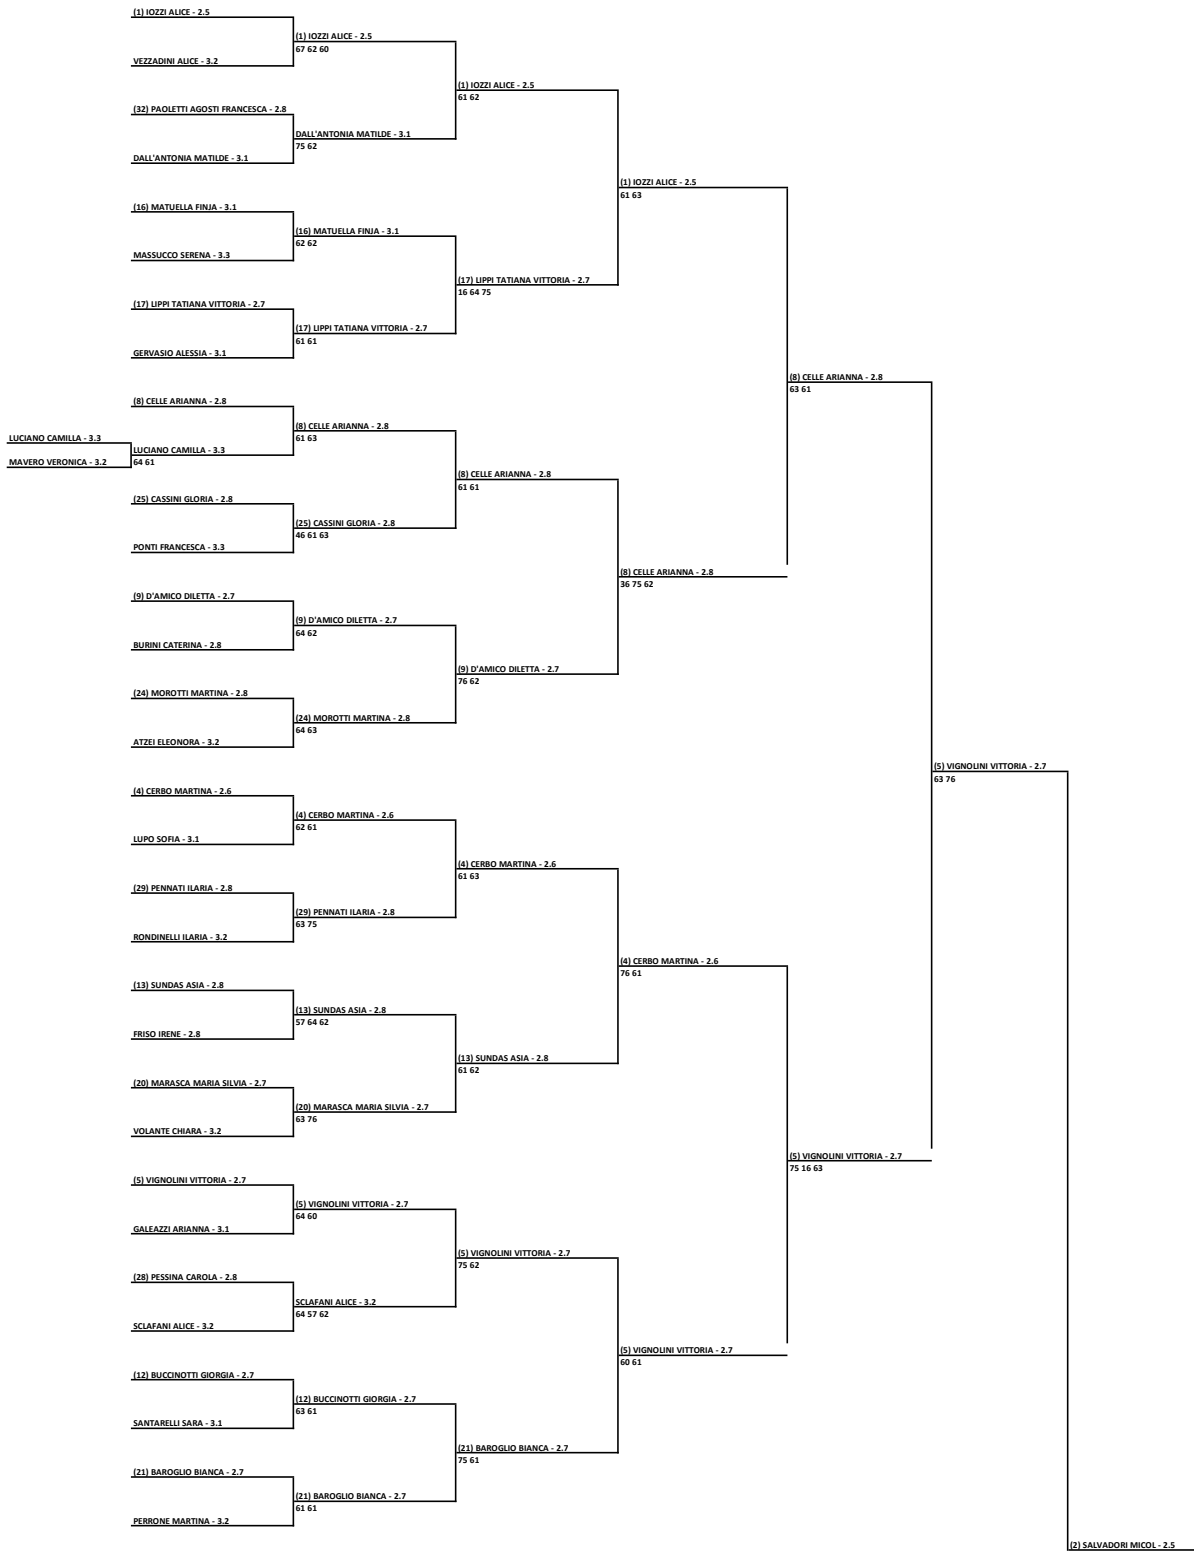 (1) IOZZI ALICE - 2.5
(1) IOZZI ALICE - 2.5
67 62 60
VEZZADINI ALICE - 3.2
(1) IOZZI ALICE - 2.5
61 62
(32) PAOLETTI AGOSTI FRANCESCA - 2.8
DALL'ANTONIA MATILDE - 3.1
75 62
DALL'ANTONIA MATILDE - 3.1
(1) IOZZI ALICE - 2.5
61 63
(16) MATUELLA FINJA - 3.1
(16) MATUELLA FINJA - 3.1
62 62
MASSUCCO SERENA - 3.3
(17) LIPPI TATIANA VITTORIA - 2.7
16 64 75
(17) LIPPI TATIANA VITTORIA - 2.7
(17) LIPPI TATIANA VITTORIA - 2.7
61 61
GERVASIO ALESSIA - 3.1
(8) CELLE ARIANNA - 2.8
63 61
(8) CELLE ARIANNA - 2.8
(8) CELLE ARIANNA - 2.8
61 63
LUCIANO CAMILLA - 3.3
LUCIANO CAMILLA - 3.3
64 61
MAVERO VERONICA - 3.2
(8) CELLE ARIANNA - 2.8
61 61
(25) CASSINI GLORIA - 2.8
(25) CASSINI GLORIA - 2.8
46 61 63
PONTI FRANCESCA - 3.3
(8) CELLE ARIANNA - 2.8
36 75 62
(9) D'AMICO DILETTA - 2.7
(9) D'AMICO DILETTA - 2.7
64 62
BURINI CATERINA - 2.8
(9) D'AMICO DILETTA - 2.7
76 62
(24) MOROTTI MARTINA - 2.8
(24) MOROTTI MARTINA - 2.8
64 63
ATZEI ELEONORA - 3.2
(5) VIGNOLINI VITTORIA - 2.7
63 76
(4) CERBO MARTINA - 2.6
(4) CERBO MARTINA - 2.6
62 61
LUPO SOFIA - 3.1
(4) CERBO MARTINA - 2.6
61 63
(29) PENNATI ILARIA - 2.8
(29) PENNATI ILARIA - 2.8
63 75
RONDINELLI ILARIA - 3.2
(4) CERBO MARTINA - 2.6
76 61
(13) SUNDAS ASIA - 2.8
(13) SUNDAS ASIA - 2.8
57 64 62
FRISO IRENE - 2.8
(13) SUNDAS ASIA - 2.8
61 62
(20) MARASCA MARIA SILVIA - 2.7
(20) MARASCA MARIA SILVIA - 2.7
63 76
VOLANTE CHIARA - 3.2
(5) VIGNOLINI VITTORIA - 2.7
75 16 63
(5) VIGNOLINI VITTORIA - 2.7
(5) VIGNOLINI VITTORIA - 2.7
64 60
GALEAZZI ARIANNA - 3.1
(5) VIGNOLINI VITTORIA - 2.7
75 62
(28) PESSINA CAROLA - 2.8
SCLAFANI ALICE - 3.2
64 57 62
SCLAFANI ALICE - 3.2
(5) VIGNOLINI VITTORIA - 2.7
60 61
(12) BUCCINOTTI GIORGIA - 2.7
(12) BUCCINOTTI GIORGIA - 2.7
63 61
SANTARELLI SARA - 3.1
(21) BAROGLIO BIANCA - 2.7
75 61
(21) BAROGLIO BIANCA - 2.7
(21) BAROGLIO BIANCA - 2.7
61 61
PERRONE MARTINA - 3.2
(2) SALVADORI MICOL - 2.5